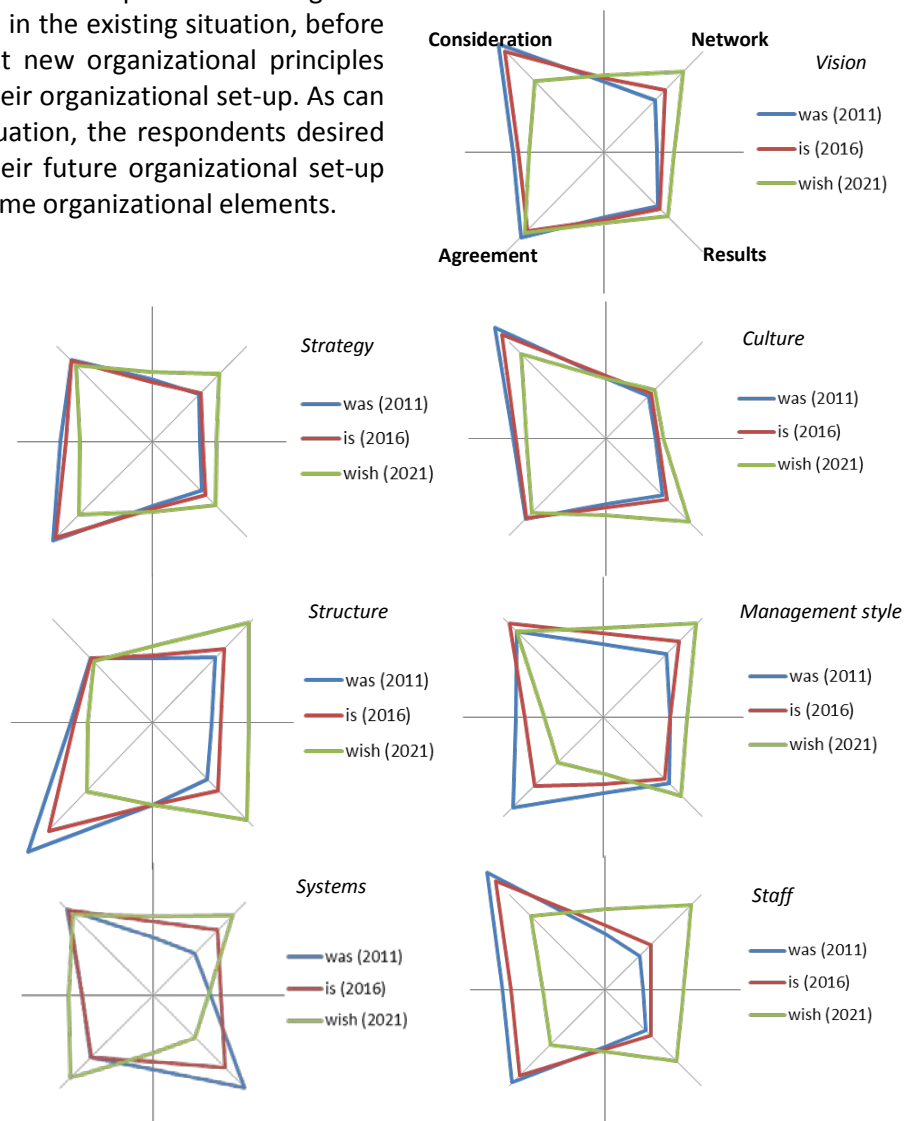 in the existing situation, before
t new organizational principles
eir organizational set-up. As can
uation, the respondents desired
eir future organizational set-up
me organizational elements.
Consideration
Network
Vision
was (2011)
is (2016)
wish (2021)
Agreement
Results
Strategy
was (2011)
is (2016)
wish (2021)
Culture
was (2011)
is (2016)
wish (2021)
Structure
was (2011)
is (2016)
wish (2021)
Management style
was (2011)
is (2016)
wish (2021)
Systems
was (2011)
is (2016)
wish (2021)
Staff
was (2011)
is (2016)
wish (2021)